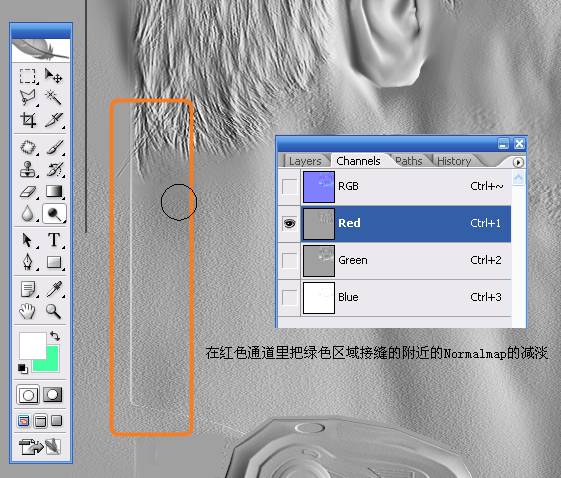 Layers Channels Paths History
RGB Ctrl+~
Red Ctrl+1
Green Ctrl+2
Blue Ctrl+3
在红色通道里把绿色区域接缝的附近的Normalmap的减淡
T